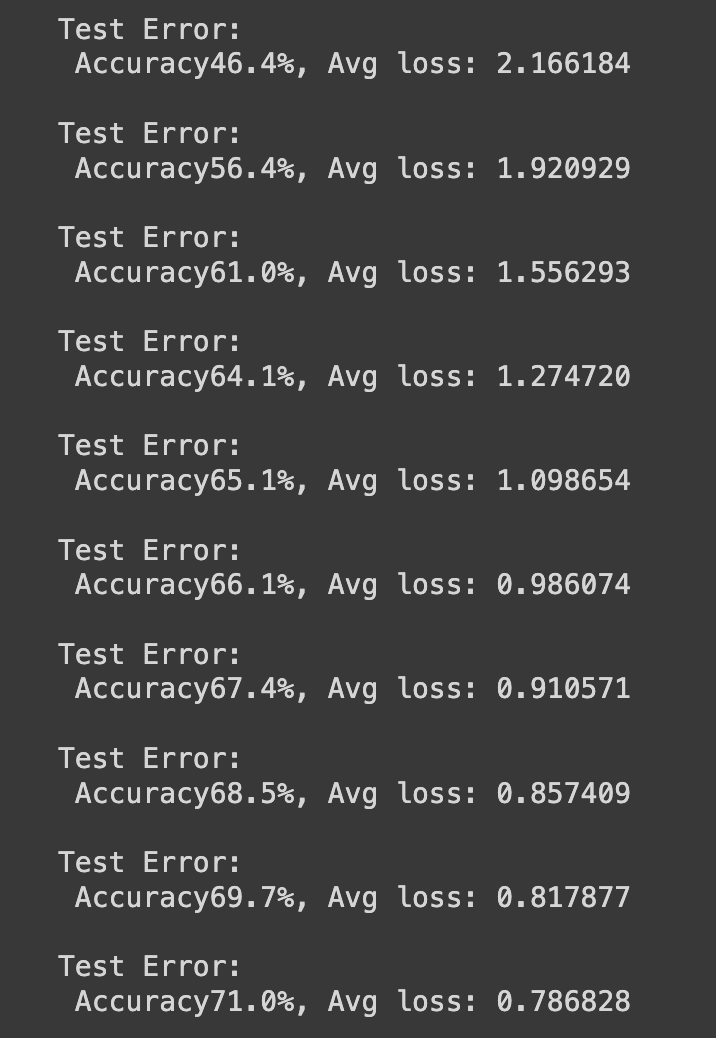 Test Error:
Accuracy46.4%, Avg loss: 2.166184
Test Error:
Accuracy56.4%, Avg loss: 1.920929
Test Error:
Accuracy61.0%, Avg loss: 1.556293
Test Error:
Accuracy64.1%, Avg loss: 1.274720
Test Error:
Accuracy65.1%, Avg loss: 1.098654
Test Error:
Accuracy66.1%, Avg loss: 0.986074
Test Error:
Accuracy67.4%, Avg loss: 0.910571
Test Error:
Accuracy68.5%, Avg loss: 0.857409
Test Error:
Accuracy69.7%, Avg loss: 0.817877
Test Error:
Accuracy71.0%, Avg loss: 0.786828